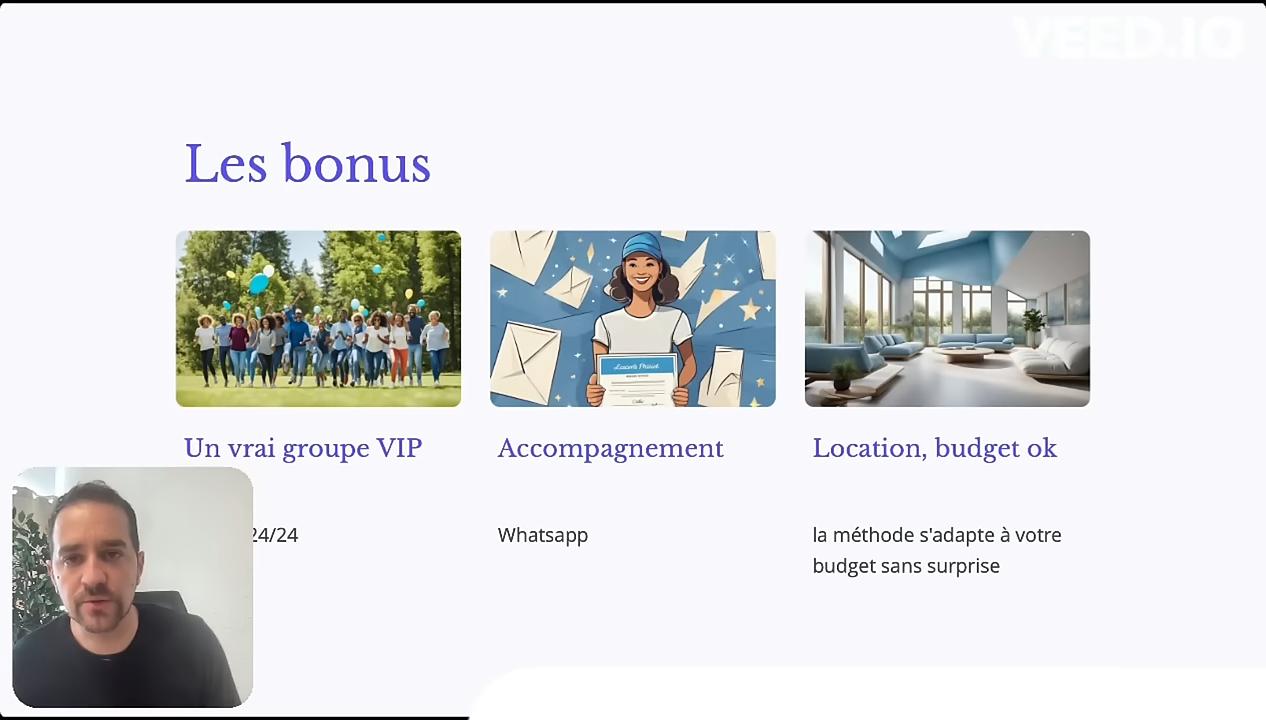 VEED.IO
Les bonus
Un vrai groupe VIP
24/24
Accompagnement
Whatsapp
Location, budget ok
la méthode s'adapte à votre
budget sans surprise